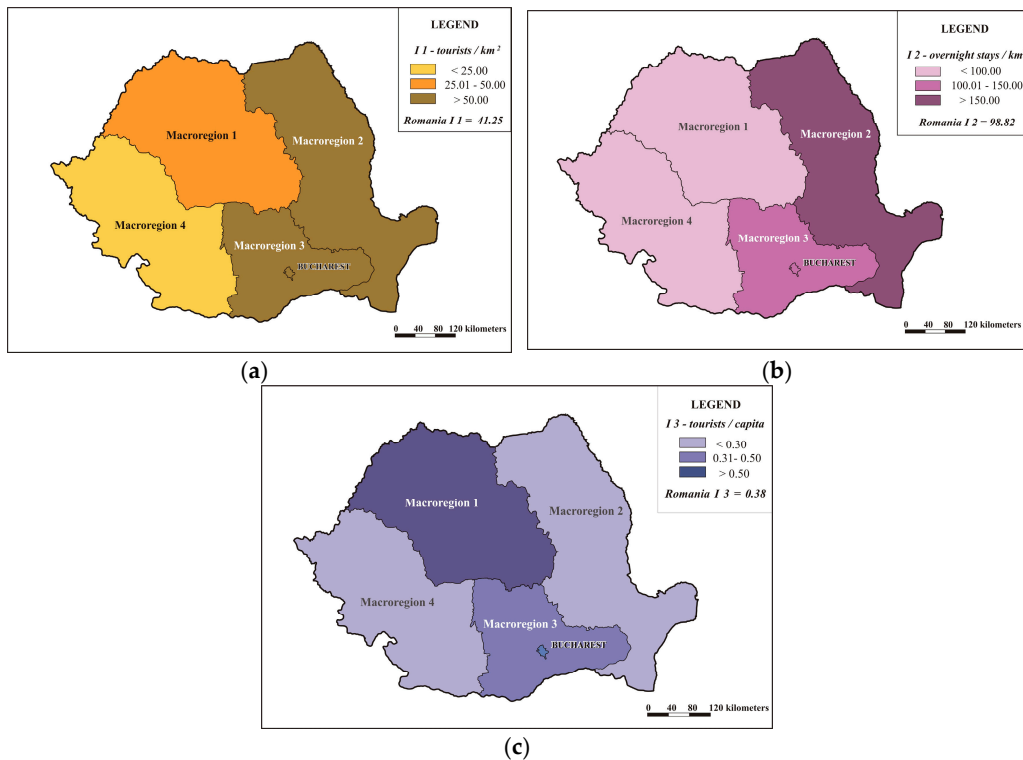 LEGEND
I 1 - tourists / km²
< 25.00
25.01 - 50.00
> 50.00
Romania I 1 = 41.25
Macroregion 1
Macroregion 2
Macroregion 4
Macroregion 3
BUCHAREST
0 40 80 120 kilometers
(a)
LEGEND
I 2 - overnight stays / km
< 100.00
100.01 - 150.00
> 150.00
Romania I 2 = 98.82
Macroregion 1
Macroregion 2
Macroregion 4
Macroregion 3
BUCHAREST
0 40 80 120 kilometers
(b)
LEGEND
I 3 - tourists / capita
< 0.30
0.31- 0.50
> 0.50
Romania I 3 = 0.38
Macroregion 1
Macroregion 2
Macroregion 4
Macroregion 3
BUCHAREST
0 40 80 120 kilometers
(c)